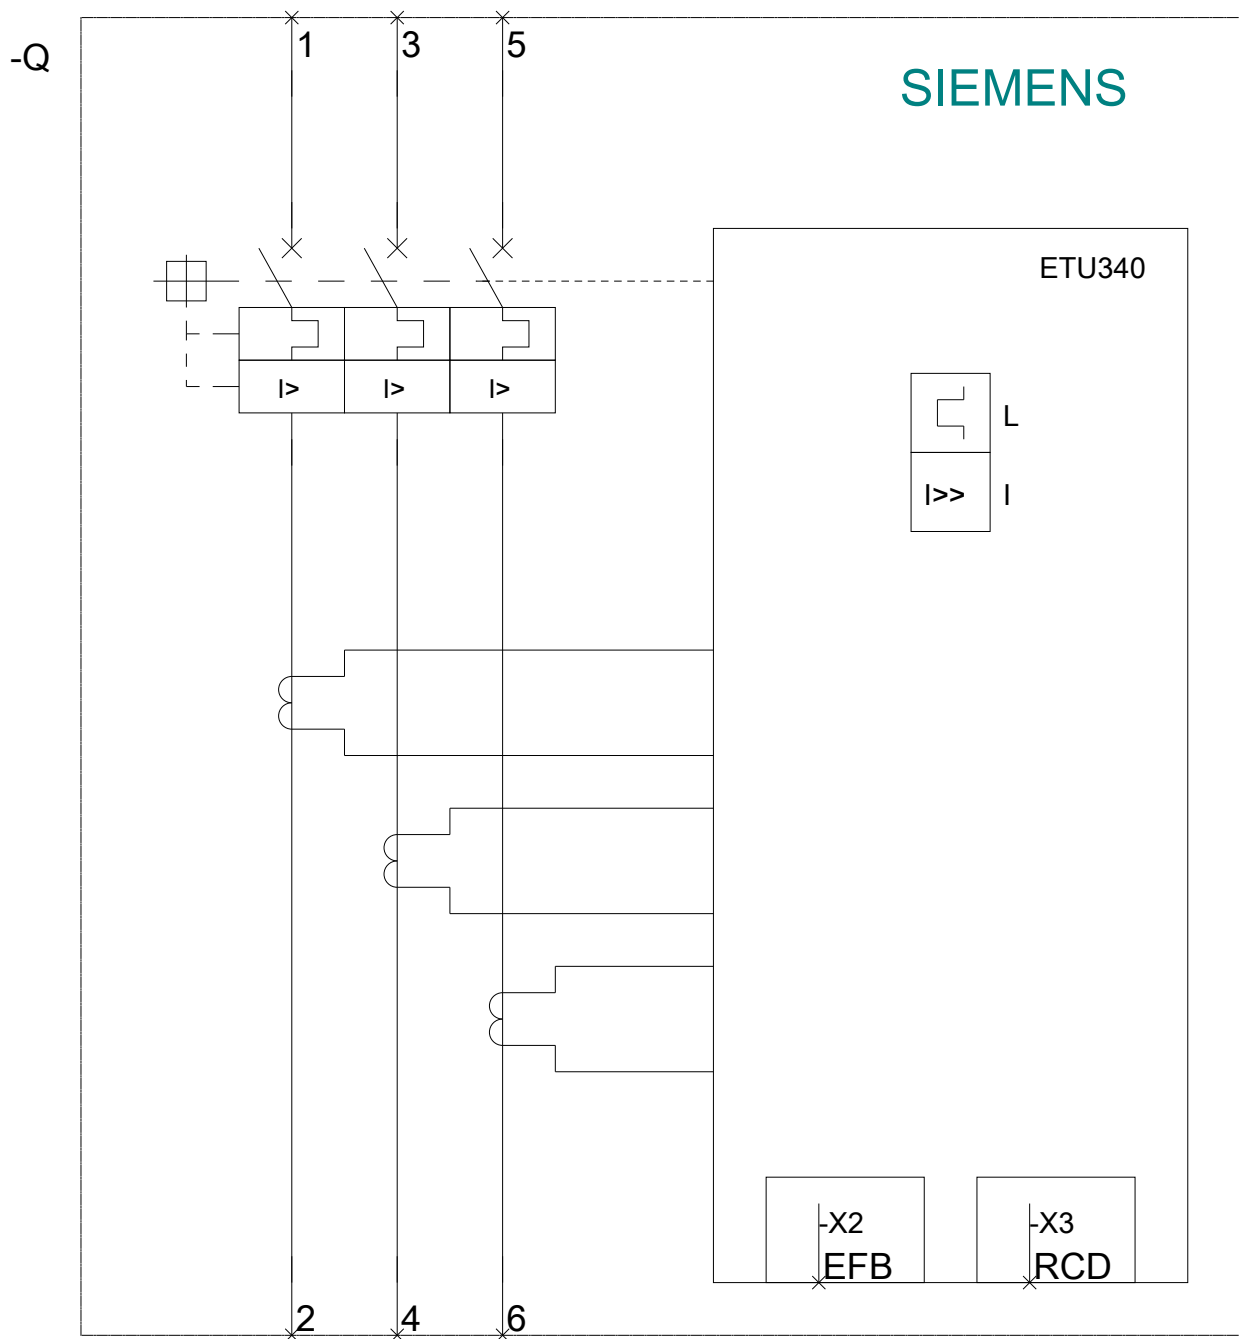 1 3 5
-Q
SIEMENS
ETU340
I> I> I>
L
I>> I
-X2 -X3
EFB RCD
2 4 6